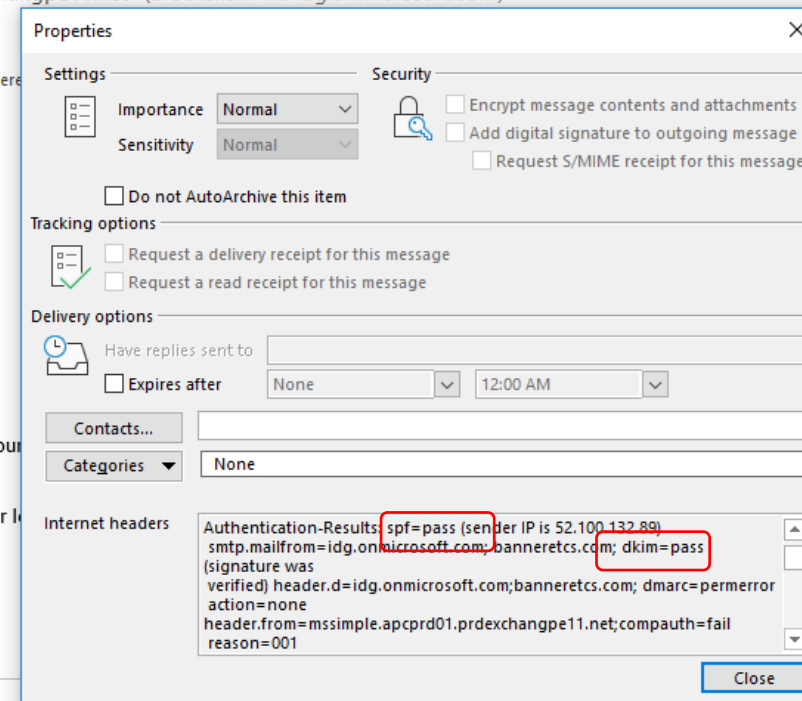 Properties
Settings
Security
Importance Normal
Encrypt message contents and attachments
Sensitivity Normal
Add digital signature to outgoing message
Request S/MIME receipt for this message
Do not AutoArchive this item
Tracking options
Request a delivery receipt for this message
Request a read receipt for this message
Delivery options
Have replies sent to
Expires after None 12:00 AM
Contacts...
Categories None
Internet headers
Authentication-Results: spf=pass (sender IP is 52.100.132.89)
smtp.mailfrom=idg.onmicrosoft.com; banneretcs.com; dkim=pass
(signature was
verified) header.d=idg.onmicrosoft.com;banneretcs.com; dmarc=permerror
action=none
header.from=mssimple.apcprd01.prdexchangpe11.net;compauth=fail
reason=001
Close